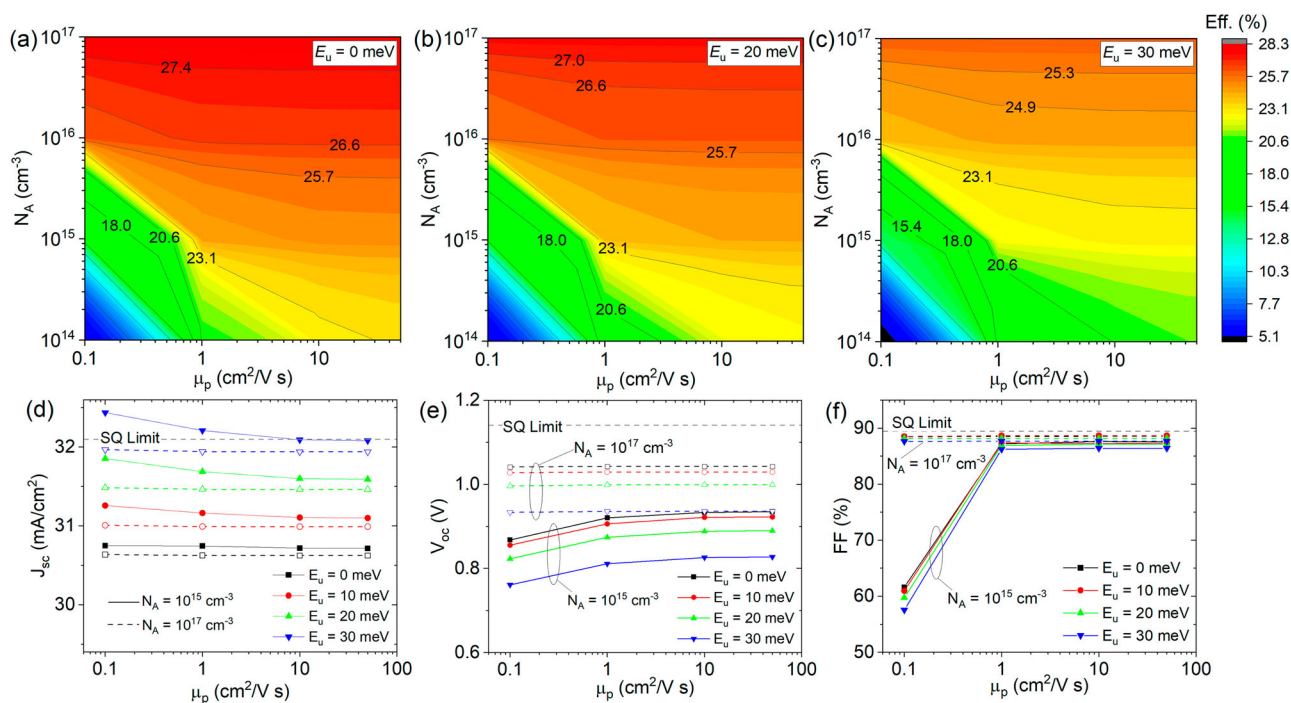 (a)
E_u = 0 meV
10^17
10^16
10^15
10^14
N_A (cm^-3)
27.4
26.6
25.7
18.0
20.6
23.1
0.1
1
10
μ_p (cm^2/V s)
(b)
E_u = 20 meV
10^17
10^16
10^15
10^14
N_A (cm^-3)
27.0
26.6
25.7
18.0
23.1
20.6
0.1
1
10
μ_p (cm^2/V s)
(c)
E_u = 30 meV
10^17
10^16
10^15
10^14
N_A (cm^-3)
25.3
24.9
23.1
15.4
18.0
20.6
0.1
1
10
μ_p (cm^2/V s)
Eff. (%)
28.3
25.7
23.1
20.6
18.0
15.4
12.8
10.3
7.7
5.1
(d)
32
31
30
J_sc (mA/cm^2)
SQ Limit
N_A = 10^15 cm^-3
N_A = 10^17 cm^-3
E_u = 0 meV
E_u = 10 meV
E_u = 20 meV
E_u = 30 meV
0.1
1
10
100
μ_p (cm^2/V s)
(e)
1.2
1.0
0.8
0.6
V_oc (V)
SQ Limit
N_A = 10^17 cm^-3
N_A = 10^15 cm^-3
E_u = 0 meV
E_u = 10 meV
E_u = 20 meV
E_u = 30 meV
0.1
1
10
100
μ_p (cm^2/V s)
(f)
95
90
80
70
60
50
FF (%)
SQ Limit
N_A = 10^17 cm^-3
N_A = 10^15 cm^-3
E_u = 0 meV
E_u = 10 meV
E_u = 20 meV
E_u = 30 meV
0.1
1
10
100
μ_p (cm^2/V s)